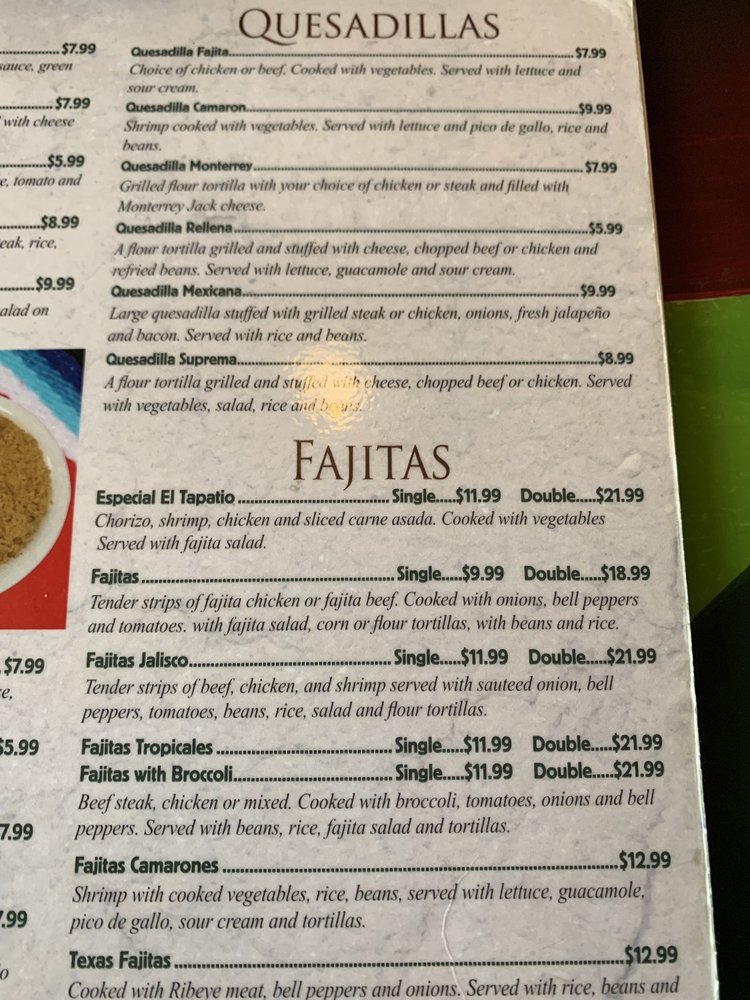 $7.99
sauce, green
$7.99
with cheese
$5.99
e, tomato and
$8.99
eak, rice,
$9.99
alad on
$7.99
re,
$5.99
7.99
.99
QUESADILLAS
Quesadilla Fajita $7.99
Choice of chicken or beef. Cooked with vegetables. Served with lettuce and
sour cream.
Quesadilla Camaron $9.99
Shrimp cooked with vegetables. Served with lettuce and pico de gallo, rice and
beans.
Quesadilla Monterrey $7.99
Grilled flour tortilla with your choice of chicken or steak and filled with
Monterrey Jack cheese.
Quesadilla Rellena $5.99
A flour tortilla grilled and stuffed with cheese, chopped beef or chicken and
refried beans. Served with lettuce, guacamole and sour cream.
Quesadilla Mexicana $9.99
Large quesadilla stuffed with grilled steak or chicken, onions, fresh jalapeño
and bacon. Served with rice and beans.
Quesadilla Suprema $8.99
A flour tortilla grilled and stuffed with cheese, chopped beef or chicken. Served
with vegetables, salad, rice and beans.
FAJITAS
Especial El Tapatio Single.....$11.99 Double.....$21.99
Chorizo, shrimp, chicken and sliced carne asada. Cooked with vegetables
Served with fajita salad.
Fajitas Single.....$9.99 Double.....$18.99
Tender strips of fajita chicken or fajita beef. Cooked with onions, bell peppers
and tomatoes. with fajita salad, corn or flour tortillas, with beans and rice.
Fajitas Jalisco Single.....$11.99 Double.....$21.99
Tender strips of beef, chicken, and shrimp served with sauteed onion, bell
peppers, tomatoes, beans, rice, salad and flour tortillas.
Fajitas Tropicales Single.....$11.99 Double.....$21.99
Fajitas with Broccoli Single.....$11.99 Double.....$21.99
Beef steak, chicken or mixed. Cooked with broccoli, tomatoes, onions and bell
peppers. Served with beans, rice, fajita salad and tortillas.
Fajitas Camarones $12.99
Shrimp with cooked vegetables, rice, beans, served with lettuce, guacamole,
pico de gallo, sour cream and tortillas.
Texas Fajitas $12.99
Cooked with Ribeye meat, bell peppers and onions. Served with rice, beans and